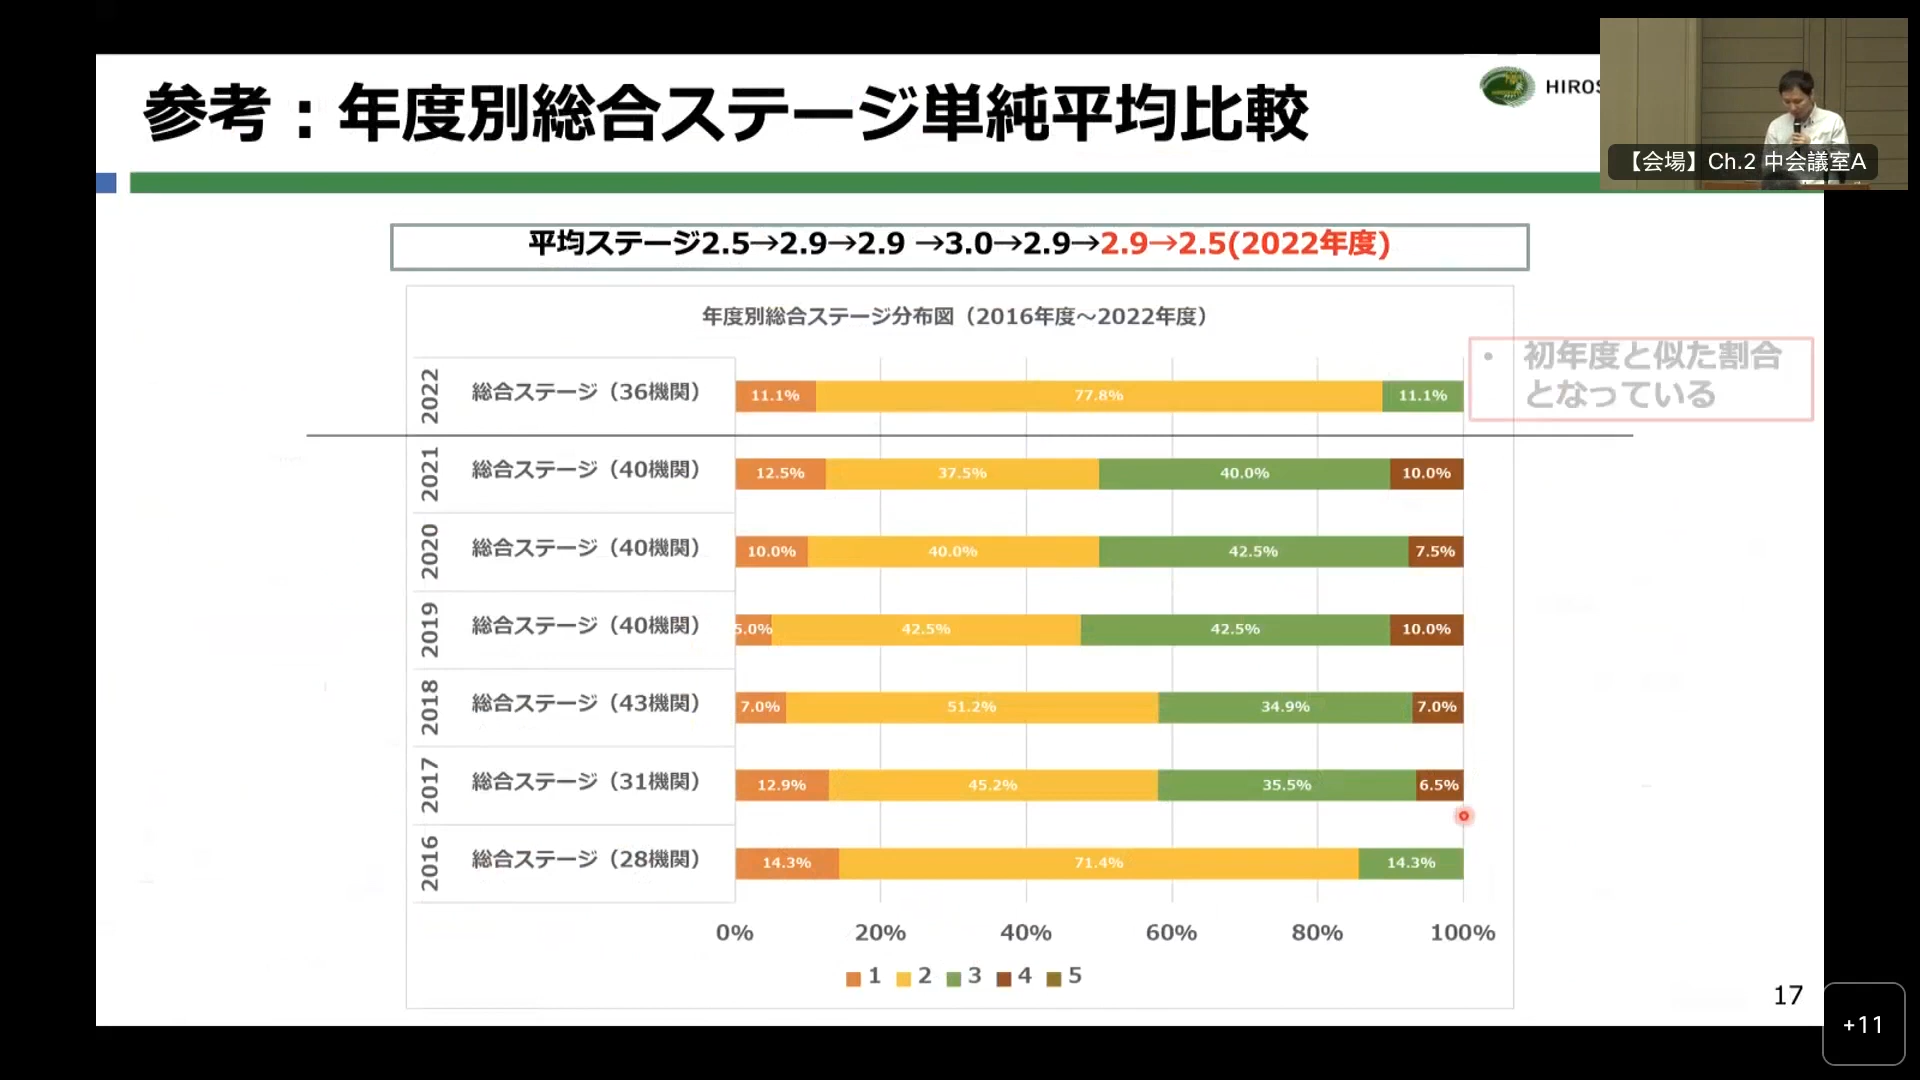 参考：年度別総合ステージ単純平均比較
HIROS
【会場】Ch.2 中会議室A
平均ステージ2.5→2.9→2.9 →3.0→2.9→2.9→2.5(2022年度)
年度別総合ステージ分布図（2016年度～2022年度）
• 初年度と似た割合
となっている
2022 総合ステージ（36機関） 11.1% 77.8% 11.1%
2021 総合ステージ（40機関） 12.5% 37.5% 40.0% 10.0%
2020 総合ステージ（40機関） 10.0% 40.0% 42.5% 7.5%
2019 総合ステージ（40機関） 5.0% 42.5% 42.5% 10.0%
2018 総合ステージ（43機関） 7.0% 51.2% 34.9% 7.0%
2017 総合ステージ（31機関） 12.9% 45.2% 35.5% 6.5%
2016 総合ステージ（28機関） 14.3% 71.4% 14.3%
0% 20% 40% 60% 80% 100%
1 2 3 4 5
17
+11